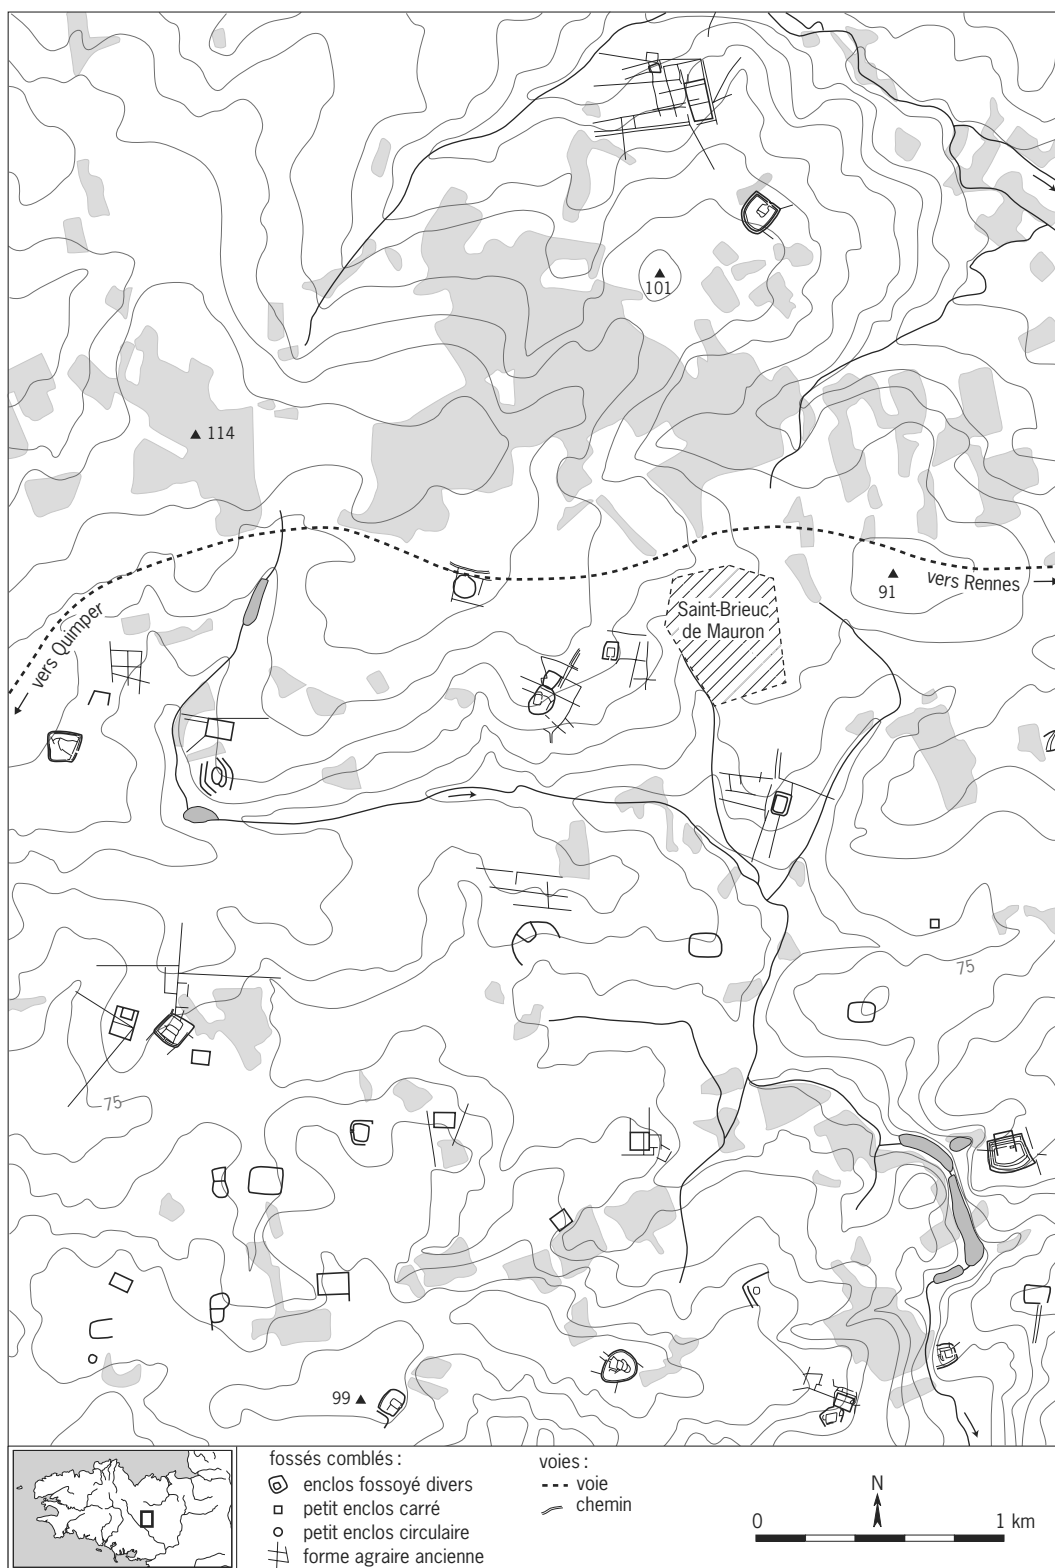 101
114
vers Rennes
91
Saint-Brieuc
de Mauron
vers Quimper
75
75
99
fossés comblés :
enclos fossoyé divers
petit enclos carré
petit enclos circulaire
forme agraire ancienne
voies :
voie
chemin
N
0 1 km